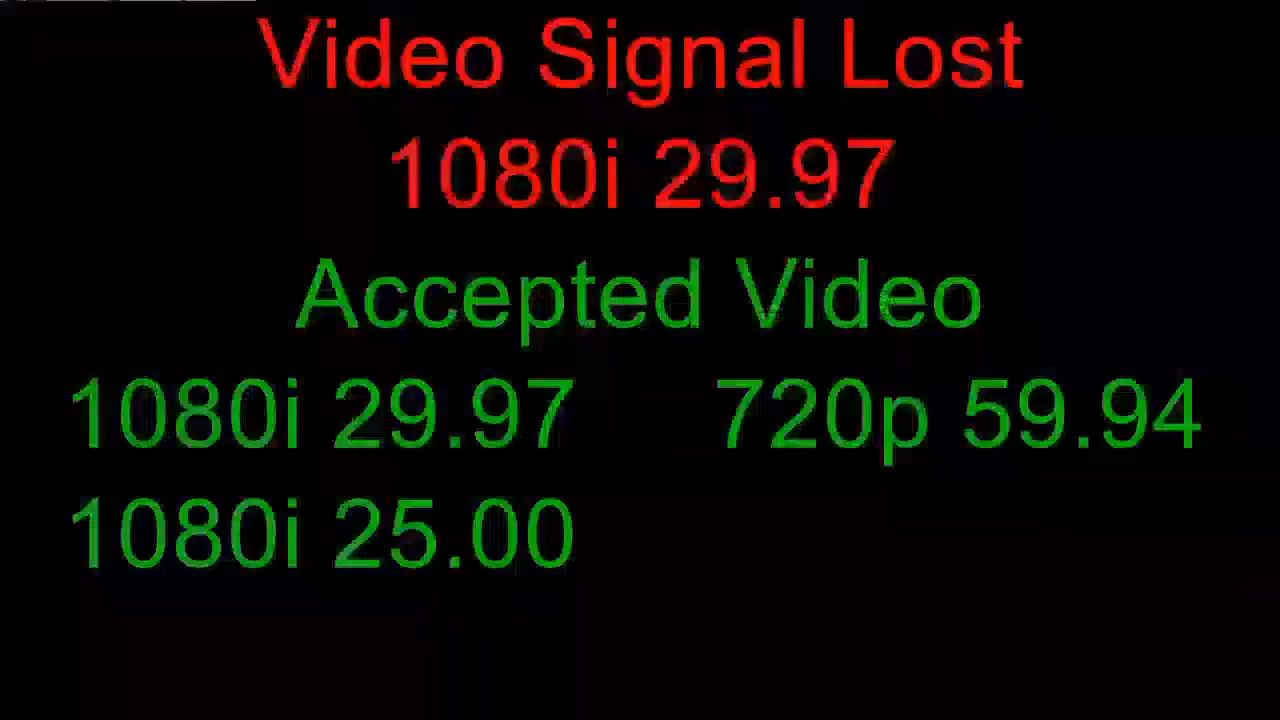 Video Signal Lost
1080i 29.97
Accepted Video
1080i 29.97 720p 59.94
1080i 25.00